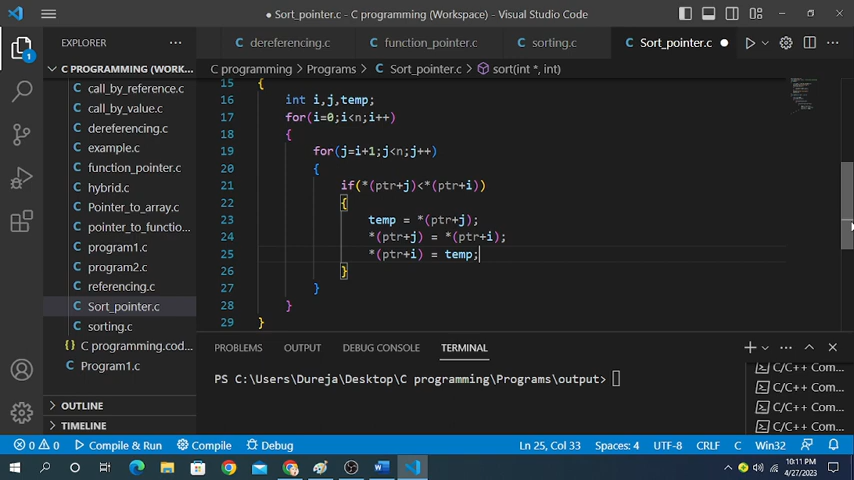 ● Sort_pointer.c - C programming (Workspace) - Visual Studio Code
EXPLORER ···
C PROGRAMMING (WORK...
C call_by_reference.c
C call_by_value.c
C dereferencing.c
C example.c
C function_pointer.c
C hybrid.c
C Pointer_to_array.c
C pointer_to_functio...
C program1.c
C program2.c
C referencing.c
C Sort_pointer.c
C sorting.c
{} C programming.cod...
C Program1.c
OUTLINE
TIMELINE
1
C dereferencing.c
C function_pointer.c
C sorting.c
C Sort_pointer.c ●
C programming > Programs > C Sort_pointer.c > sort(int *, int)
15 {
16 int i,j,temp;
17 for(i=0;i<n;i++)
18 {
19 for(j=i+1;j<n;j++)
20 {
21 if(*(ptr+j)<*(ptr+i))
22 {
23 temp = *(ptr+j);
24 *(ptr+j) = *(ptr+i);
25 *(ptr+i) = temp;
26 }
27 }
28 }
29 }
PROBLEMS OUTPUT DEBUG CONSOLE TERMINAL
PS C:\Users\Dureja\Desktop\C programming\Programs\output>
C/C++ Com...
C/C++ Com...
C/C++ Com...
C/C++ Com...
0 0 Compile & Run Compile Debug Ln 25, Col 33 Spaces: 4 UTF-8 CRLF C Win32
10:11 PM
4/27/2023